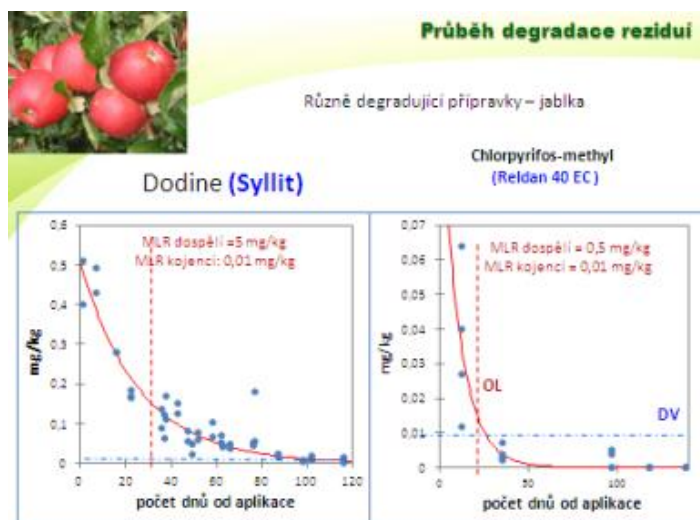 Průběh degradace reziduí
Různě degradující přípravky – jablka
Dodine (Syllit)
Chlorpyrifos-methyl
(Reldan 40 EC)
MLR dospělí =5 mg/kg
MLR kojenci: 0,01 mg/kg
mg/kg
0,6
0,5
0,4
0,3
0,2
0,1
0
0 20 40 60 80 100 120
počet dnů od aplikace
MLR dospělí = 0,5 mg/kg
MLR kojenci = 0,01 mg/kg
OL
DV
mg/kg
0,07
0,06
0,05
0,04
0,03
0,02
0,01
0
0 50 100
počet dnů od aplikace